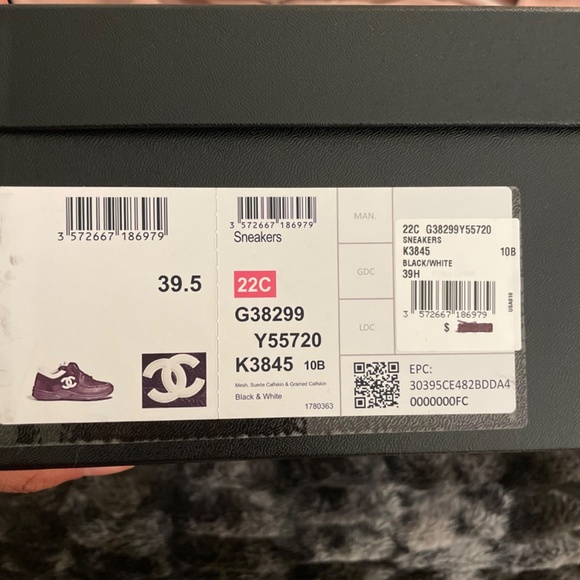 3 572667 186979
39.5
3 572667 186979
Sneakers
22C
G38299
Y55720
K3845 10B
Mesh, Suede Calfskin & Grained Calfskin
Black & White
1780363
MAN.
GDC
LDC
22C G38299Y55720
SNEAKERS
K3845 10B
BLACK/WHITE
39H
3 572667 186979
USA010
$
EPC:
30395CE482BDDA4
0000000FC